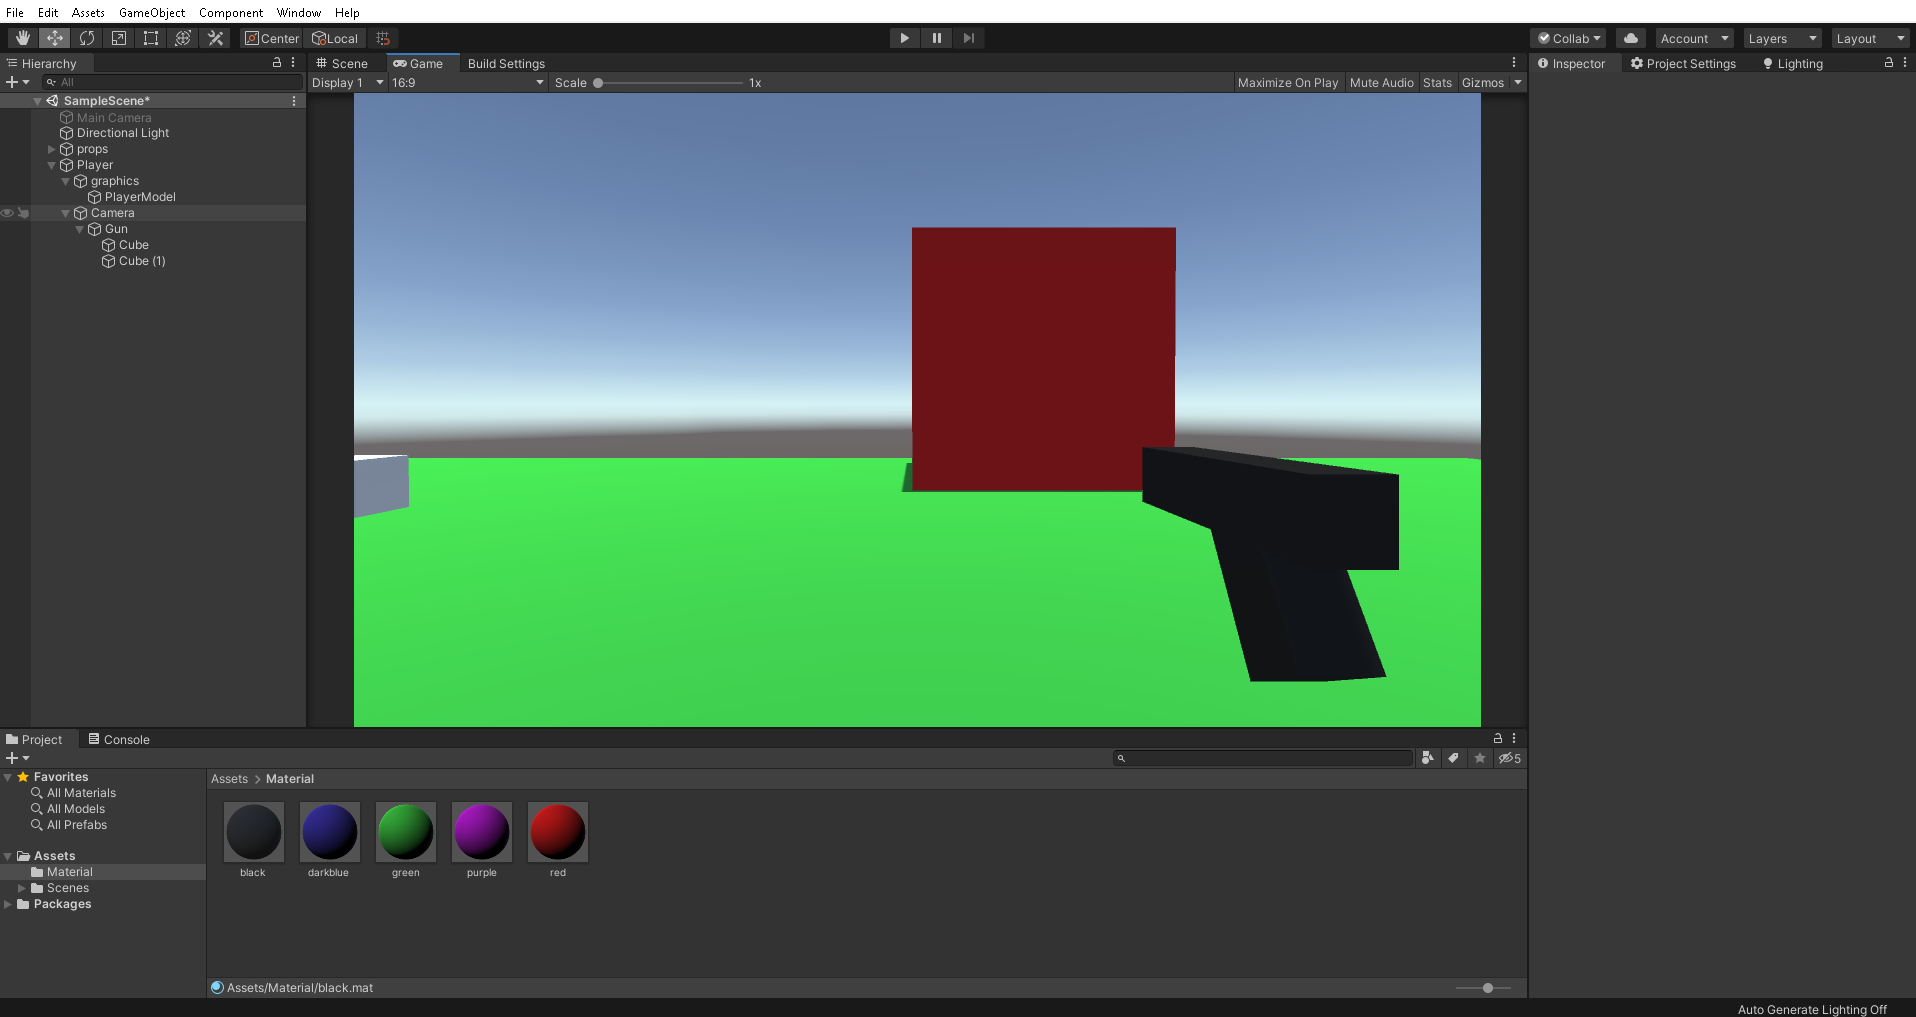 File Edit Assets GameObject Component Window Help
Center Local Collab Account Layers Layout
Hierarchy Scene Game Build Settings Inspector Project Settings Lighting
All Display 1 16:9 Scale 1x Maximize On Play Mute Audio Stats Gizmos
SampleScene*
Main Camera
Directional Light
props
Player
graphics
PlayerModel
Camera
Gun
Cube
Cube (1)
Project Console
5
Favorites
All Materials
All Models
All Prefabs
Assets
Material
Scenes
Packages
Assets > Material
black darkblue green purple red
Assets/Material/black.mat
Auto Generate Lighting Off